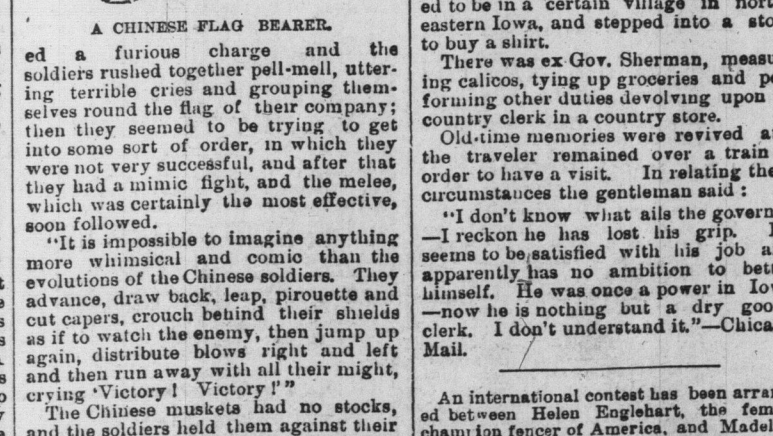 A CHINESE FLAG BEARER.
ed a furious charge and the
soldiers rushed together pell-mell, utter-
ing terrible cries and grouping them-
selves round the flag of their company;
then they seemed to be trying to get
into some sort of order, in which they
were not very successful, and after that
they had a mimic fight, and the melee,
which was certainly the most effective,
soon followed.
"It is impossible to imagine anything
more whimsical and comic than the
evolutions of the Chinese soldiers. They
advance, draw back, leap, pirouette and
cut capers, crouch behind their shields
as if to watch the enemy, then jump up
again, distribute blows right and left
and then run away with all their might,
crying 'Victory! Victory!'"
The Chinese muskets had no stocks,
and the soldiers held them against their
ed to be in a certain village in
eastern Iowa, and stepped into a
to buy a shirt.
There was ex-Gov. Sherman,
ing calicos, tying up groceries and
forming other duties devolving upon
country clerk in a country store.
Old-time memories were revived
the traveler remained over a train
order to have a visit. In relating
circumstances the gentleman said:
"I don't know what ails the
—I reckon he has lost his grip.
seems to be satisfied with his job
apparently has no ambition to
himself. He was once a power in
—now he is nothing but a dry
clerk. I don't understand it."—
Mail.
An international contest has been
ed between Helen Englehart, the
champion fencer of America, and